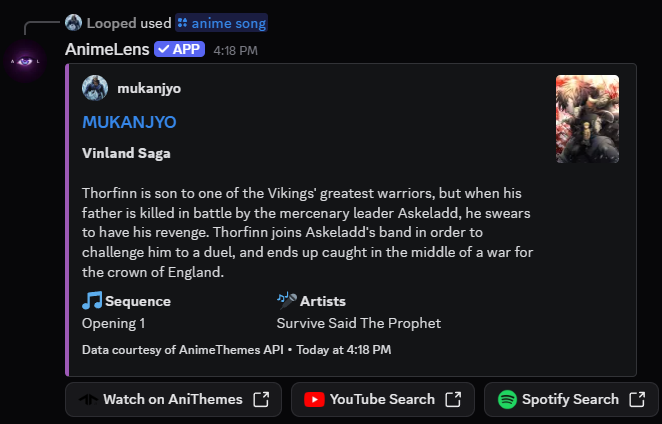 Looped used anime song
AnimeLens ✓ APP 4:18 PM
A L
mukanjyo
MUKANJYO
Vinland Saga
Thorfinn is son to one of the Vikings' greatest warriors, but when his
father is killed in battle by the mercenary leader Askeladd, he swears
to have his revenge. Thorfinn joins Askeladd's band in order to
challenge him to a duel, and ends up caught in the middle of a war for
the crown of England.
Sequence Artists
Opening 1 Survive Said The Prophet
Data courtesy of AnimeThemes API • Today at 4:18 PM
Watch on AniThemes YouTube Search Spotify Search